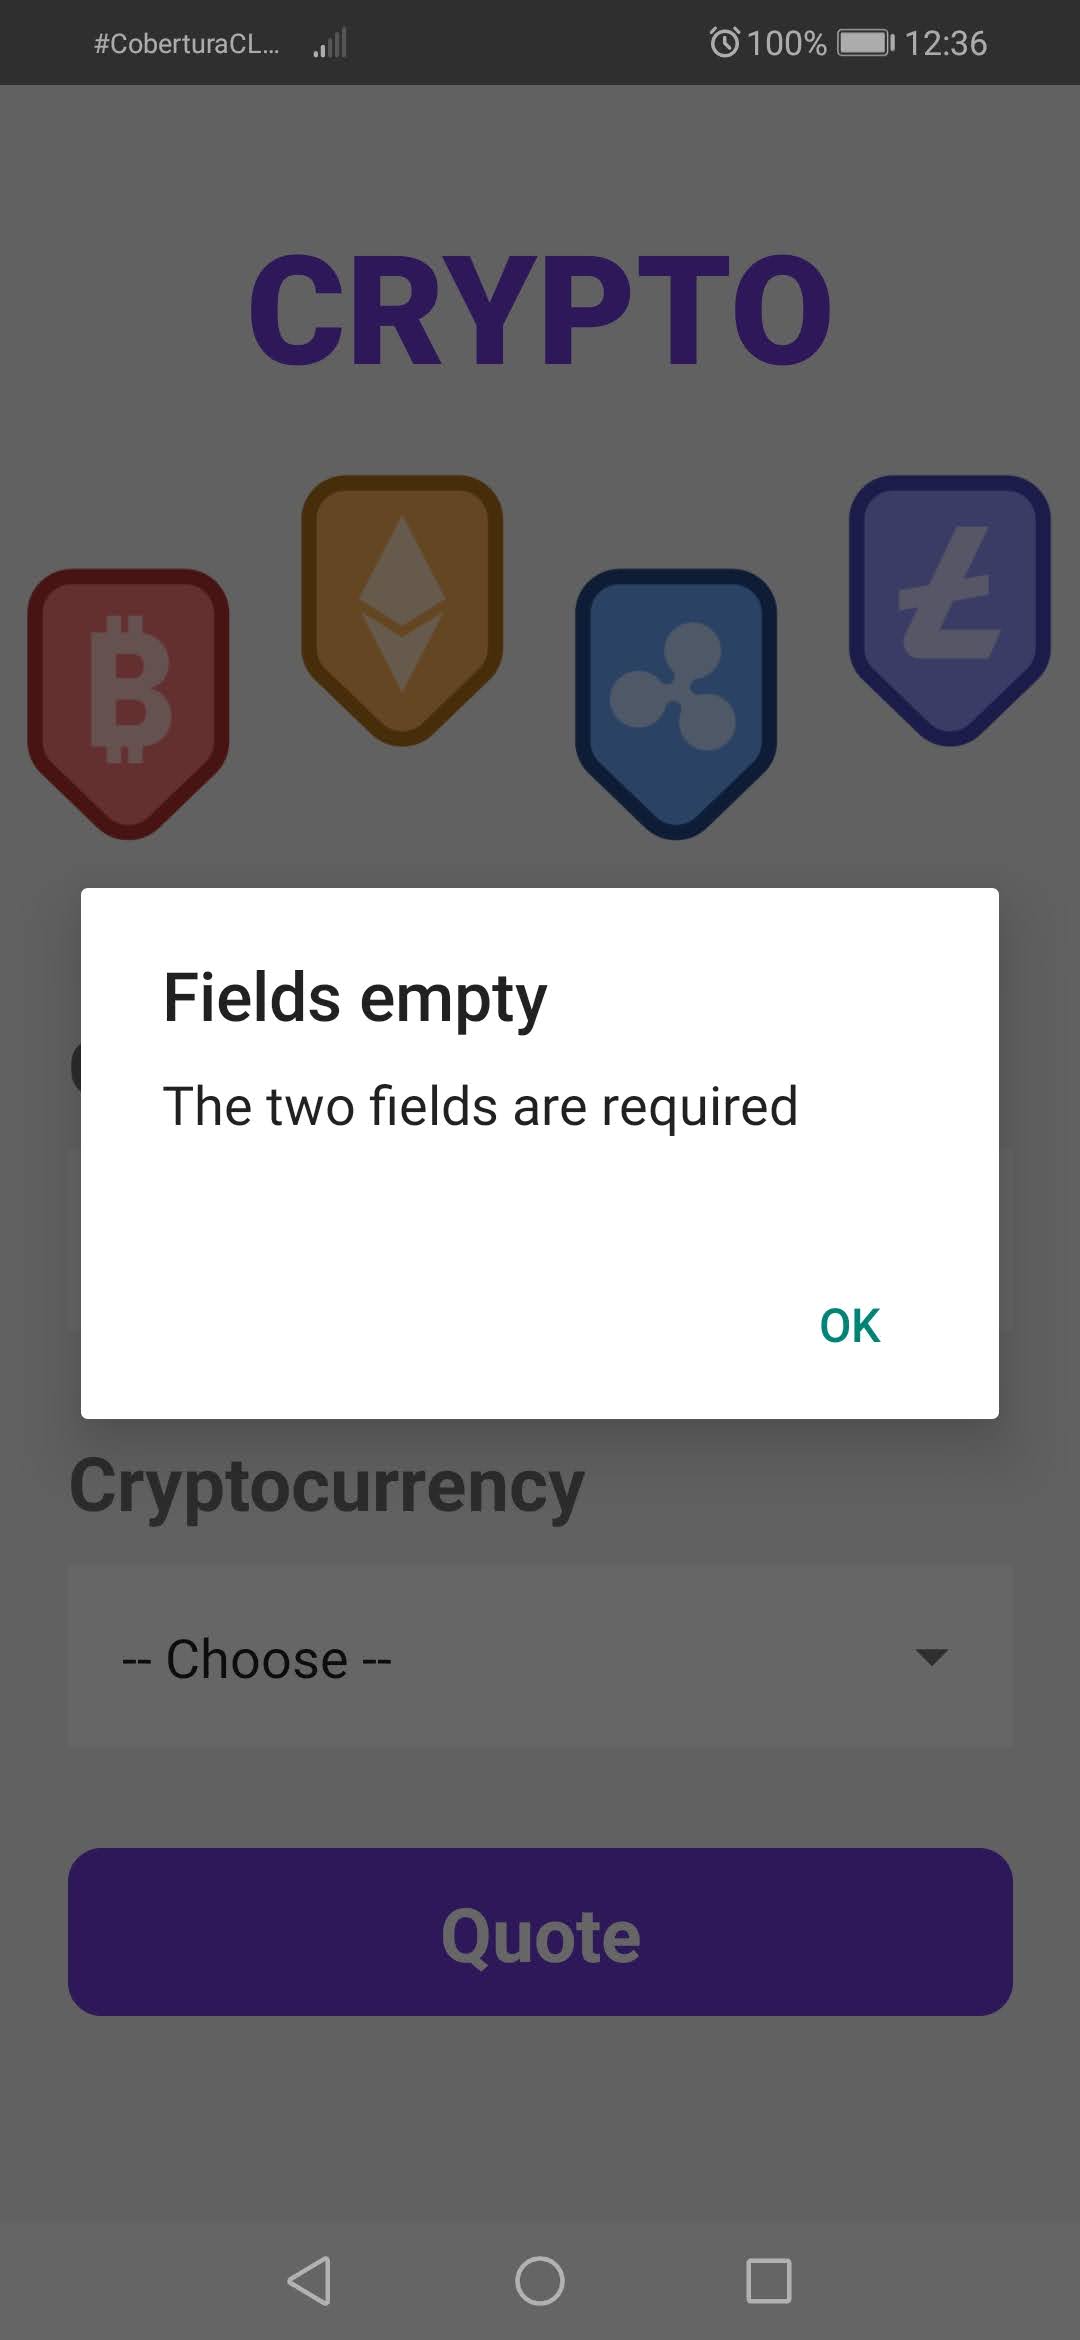 #CoberturaCL...
100%
12:36
CRYPTO
Fields empty
The two fields are required
OK
Cryptocurrency
-- Choose --
Quote